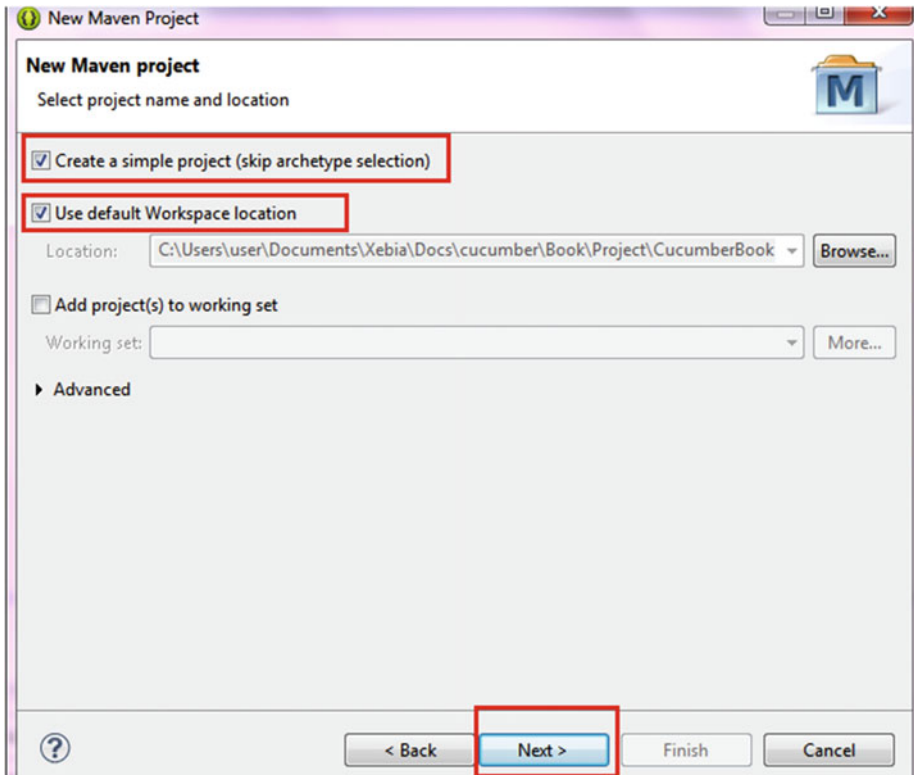 New Maven Project
New Maven project
Select project name and location
M
Create a simple project (skip archetype selection)
Use default Workspace location
Location: C:\Users\user\Documents\Xebia\Docs\cucumber\Book\Project\CucumberBook Browse...
Add project(s) to working set
Working set: More...
Advanced
? < Back Next > Finish Cancel